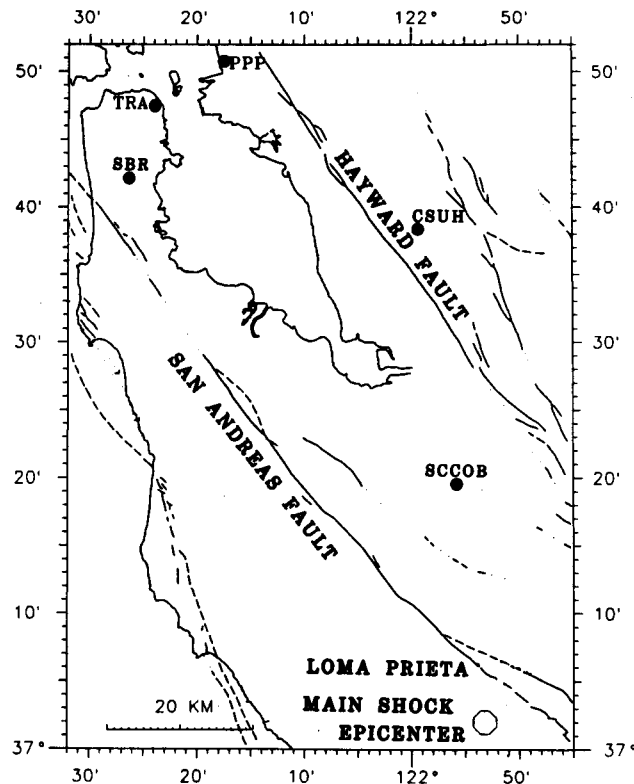 30' 20' 10' 122° 50'
50' 50'
PPP
TRA
HAYWARD FAULT
SBR
40' CSUH 40'
30' 30'
SAN ANDREAS FAULT
SCCOB
20' 20'
10' 10'
LOMA PRIETA
MAIN SHOCK
20 KM
EPICENTER
37° 37°
30' 20' 10' 122° 50'